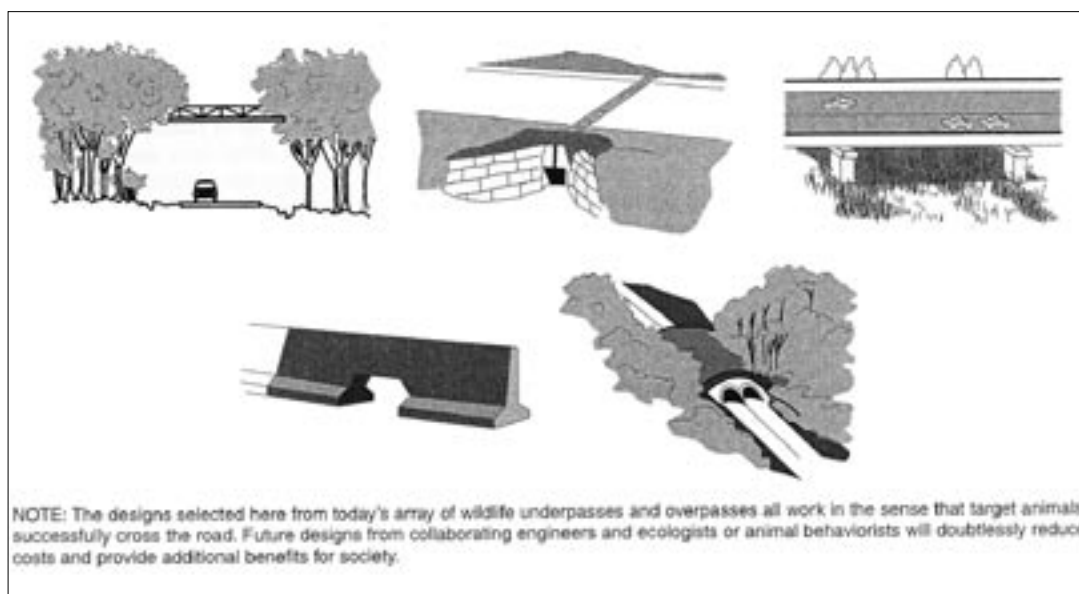 NOTE: The designs selected here from today's array of wildlife underpasses and overpasses all work in the sense that target animals
successfully cross the road. Future designs from collaborating engineers and ecologists or animal behaviorists will doubtlessly reduce
costs and provide additional benefits for society.